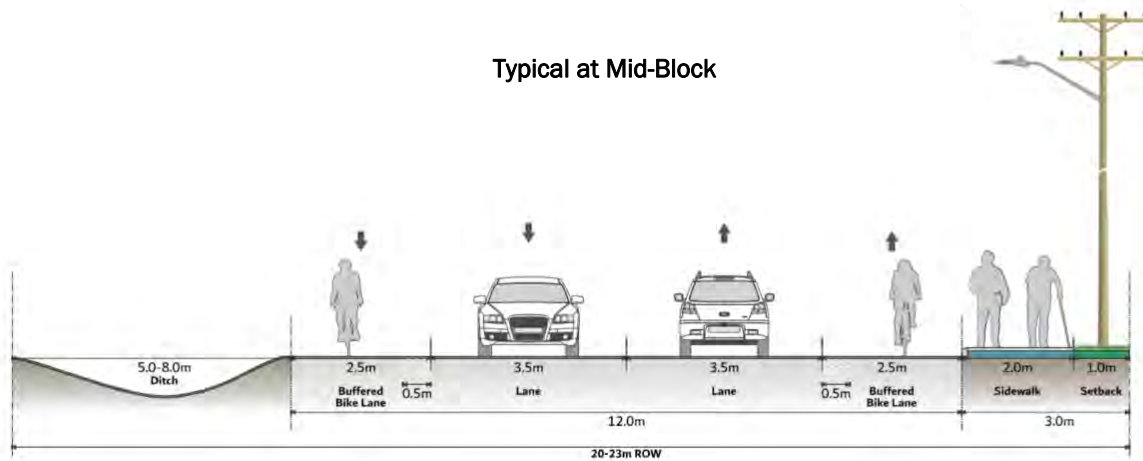 Typical at Mid-Block
5.0-8.0m
Ditch
2.5m
Buffered
Bike Lane
0.5m
3.5m
Lane
3.5m
Lane
0.5m
2.5m
Buffered
Bike Lane
2.0m
Sidewalk
1.0m
Setback
12.0m
3.0m
20-23m ROW